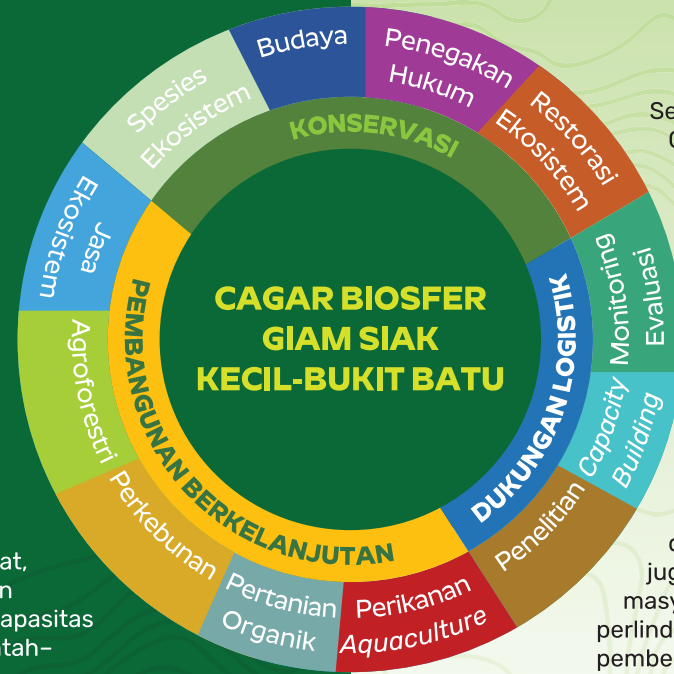 Budaya
Penegakan
Hukum
Restorasi
Ekosistem
Monitoring
Evaluasi
Capacity
Building
Penelitian
Perikanan
Aquaculture
Pertanian
Organik
Perkebunan
Agroforestri
Jasa
Ekosistem
Spesies
Ekosistem
KONSERVASI
DUKUNGAN LOGISTIK
PEMBANGUNAN BERKELANJUTAN
CAGAR BIOSFER
GIAM SIAK
KECIL-BUKIT BATU
at,
n
apasitas
tah-
Se
jug
masy
perlind
pembe